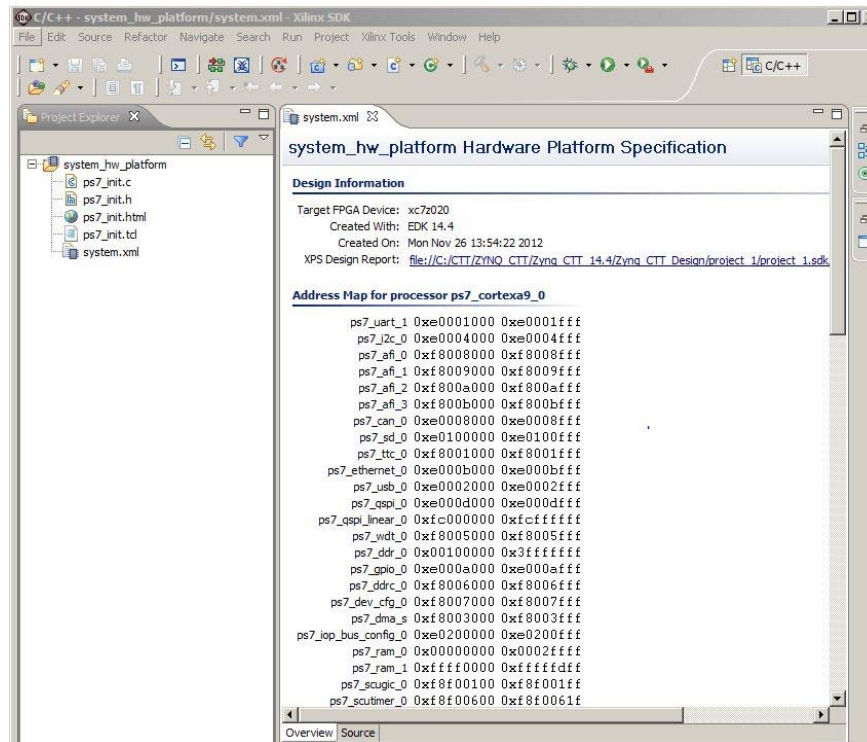 C/C++ - system_hw_platform/system.xml - Xilinx SDK
File Edit Source Refactor Navigate Search Run Project Xilinx Tools Window Help
C/C++
Project Explorer
system_hw_platform
ps7_init.c
ps7_init.h
ps7_init.html
ps7_init.tcl
system.xml
system.xml
system_hw_platform Hardware Platform Specification
Design Information
Target FPGA Device: xc7z020
Created With: EDK 14.4
Created On: Mon Nov 26 13:54:22 2012
XPS Design Report: file://C:/CTT/ZYNQ_CTT/Zynq_CTT_14.4/Zynq_CTT_Design/project_1/project_1.sdk
Address Map for processor ps7_cortexa9_0
ps7_uart_1 0xe0001000 0xe0001fff
ps7_i2c_0 0xe0004000 0xe0004fff
ps7_afi_0 0xf8008000 0xf8008fff
ps7_afi_1 0xf8009000 0xf8009fff
ps7_afi_2 0xf800a000 0xf800afff
ps7_afi_3 0xf800b000 0xf800bfff
ps7_can_0 0xe0008000 0xe0008fff
ps7_sd_0 0xe0100000 0xe0100fff
ps7_ttc_0 0xf8001000 0xf8001fff
ps7_ethernet_0 0xe000b000 0xe000bfff
ps7_usb_0 0xe0002000 0xe0002fff
ps7_qspi_0 0xe000d000 0xe000dfff
ps7_qspi_linear_0 0xfc000000 0xfcffffff
ps7_wdt_0 0xf8005000 0xf8005fff
ps7_ddr_0 0x00100000 0x3fffffff
ps7_gpio_0 0xe000a000 0xe000afff
ps7_ddrc_0 0xf8006000 0xf8006fff
ps7_dev_cfg_0 0xf8007000 0xf8007fff
ps7_dma_s 0xf8003000 0xf8003fff
ps7_iop_bus_config_0 0xe0200000 0xe0200fff
ps7_ram_0 0x00000000 0x0002ffff
ps7_ram_1 0xffff0000 0xfffffdff
ps7_scugic_0 0xf8f00100 0xf8f001ff
ps7_scutimer_0 0xf8f00600 0xf8f0061f
Overview Source